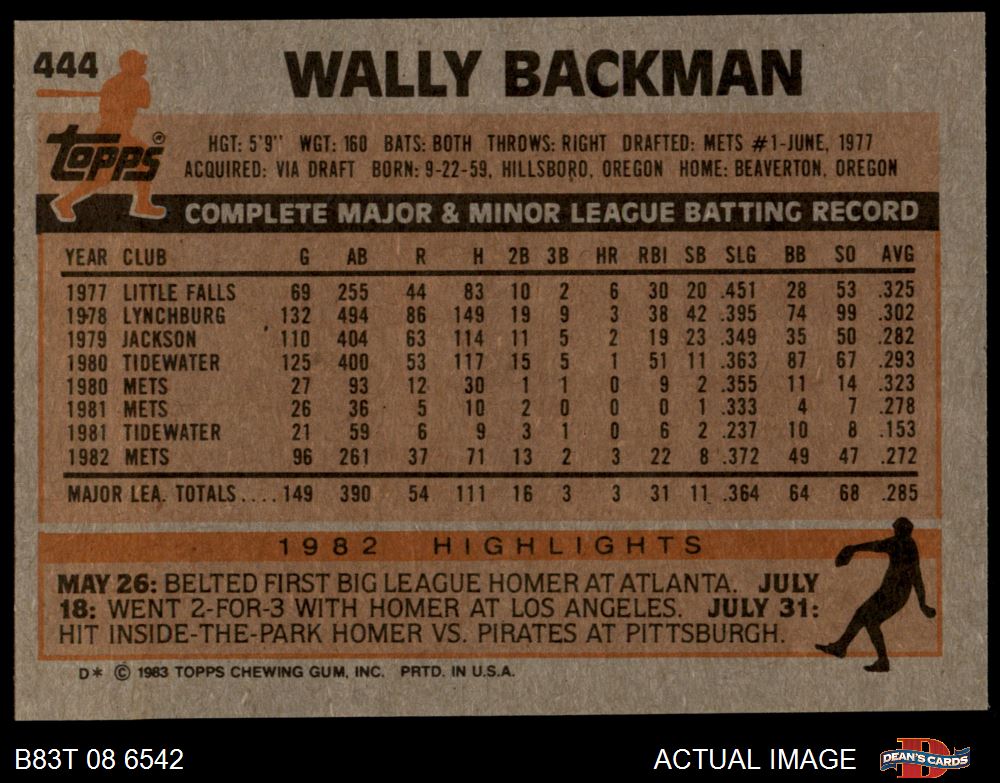 444
WALLY BACKMAN
TOPPS®
HGT: 5'9" WGT: 160 BATS: BOTH THROWS: RIGHT DRAFTED: METS #1-JUNE, 1977
ACQUIRED: VIA DRAFT BORN: 9-22-59, HILLSBORO, OREGON HOME: BEAVERTON, OREGON
COMPLETE MAJOR & MINOR LEAGUE BATTING RECORD
YEAR CLUB G AB R H 2B 3B HR RBI SB SLG BB SO AVG
1977 LITTLE FALLS 69 255 44 83 10 2 6 30 20 .451 28 53 .325
1978 LYNCHBURG 132 494 86 149 19 9 3 38 42 .395 74 99 .302
1979 JACKSON 110 404 63 114 11 5 2 19 23 .349 35 50 .282
1980 TIDEWATER 125 400 53 117 15 5 1 51 11 .363 87 67 .293
1980 METS 27 93 12 30 1 1 0 9 2 .355 11 14 .323
1981 METS 26 36 5 10 2 0 0 0 1 .333 4 7 .278
1981 TIDEWATER 21 59 6 9 3 1 0 6 2 .237 10 8 .153
1982 METS 96 261 37 71 13 2 3 22 8 .372 49 47 .272
MAJOR LEA. TOTALS.... 149 390 54 111 16 3 3 31 11 .364 64 68 .285
1982 HIGHLIGHTS
MAY 26: BELTED FIRST BIG LEAGUE HOMER AT ATLANTA. JULY
18: WENT 2-FOR-3 WITH HOMER AT LOS ANGELES. JULY 31:
HIT INSIDE-THE-PARK HOMER VS. PIRATES AT PITTSBURGH.
D* © 1983 TOPPS CHEWING GUM, INC. PRTD. IN U.S.A.
B83T 08 6542 ACTUAL IMAGE
D DEAN'S CARDS